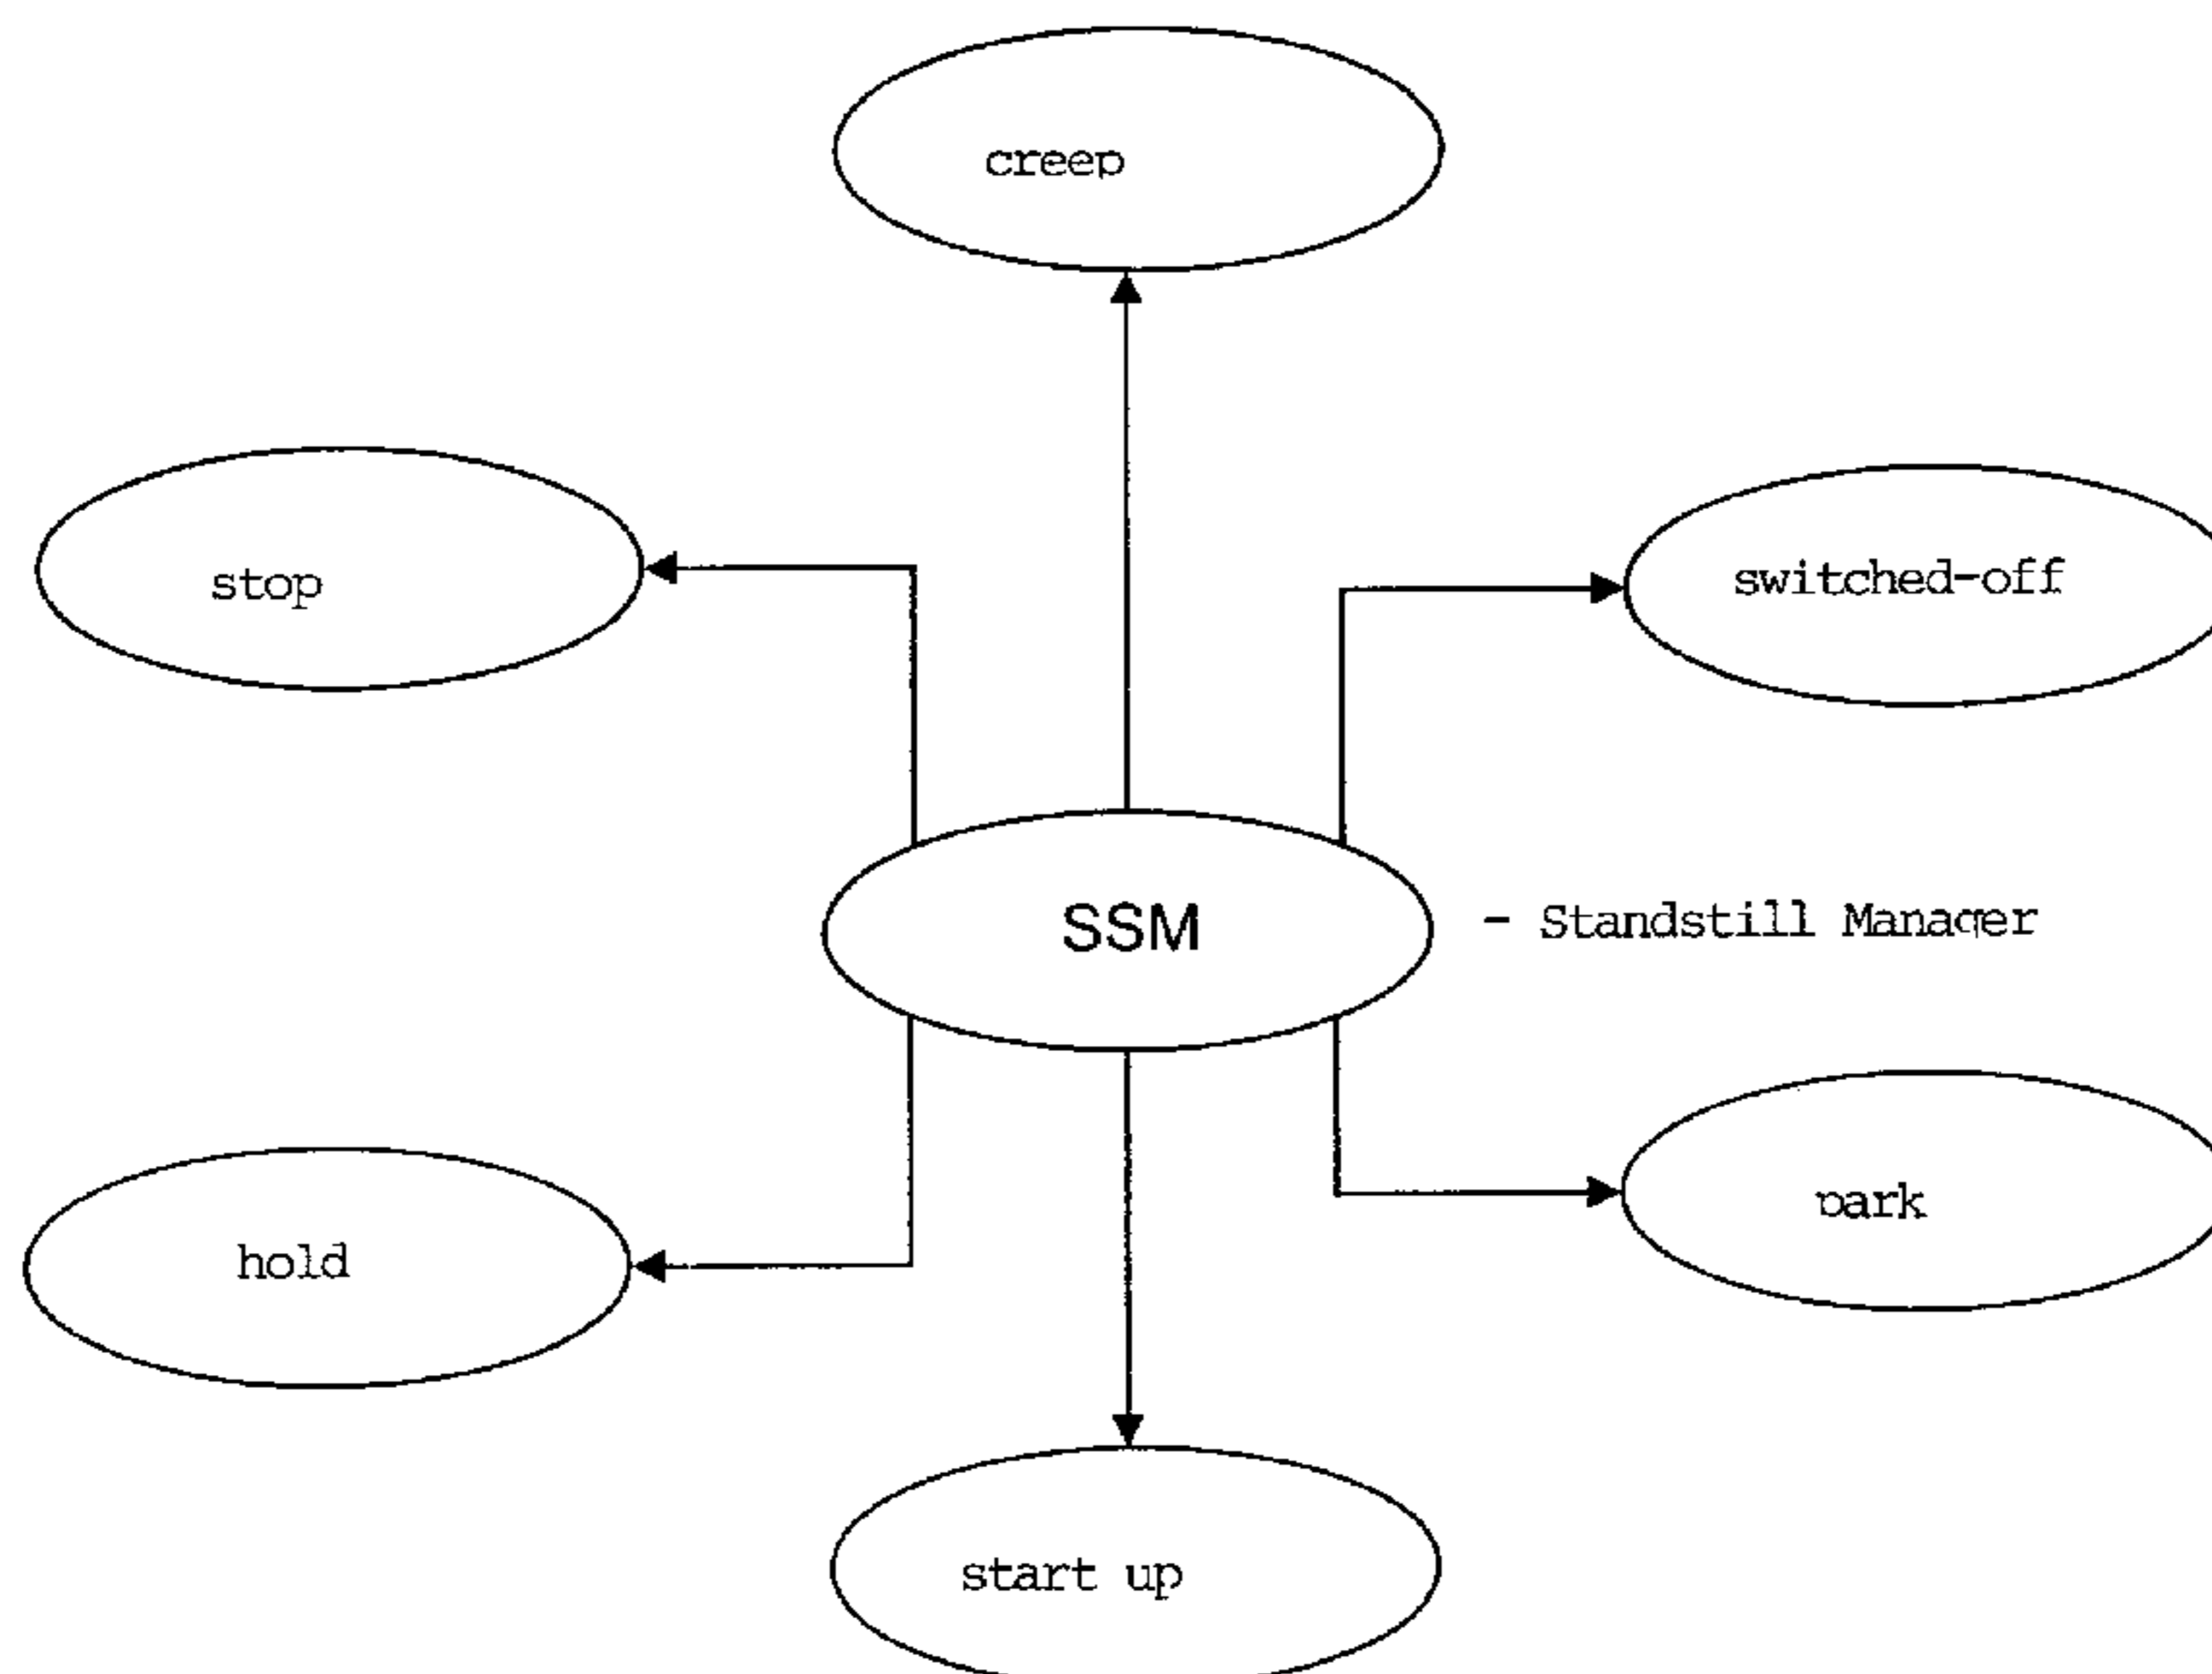 creep
stop
switched-off
SSM
- Standstill Manager
park
hold
start up